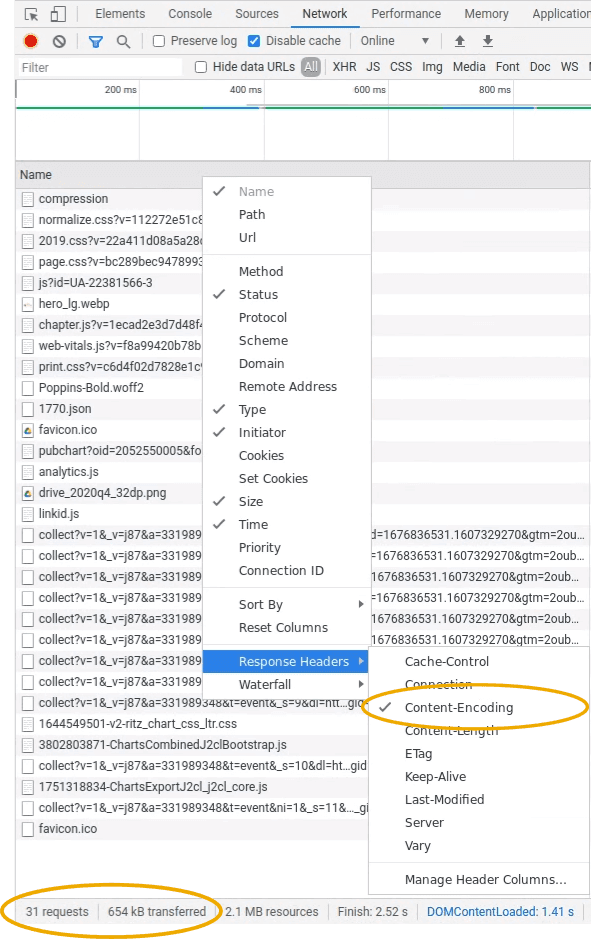 Elements Console Sources Network Performance Memory Application
Preserve log Disable cache Online
Filter Hide data URLs All XHR JS CSS Img Media Font Doc WS
200 ms 400 ms 600 ms 800 ms
Name
compression
normalize.css?v=112272e51c8
2019.css?v=22a411d08a5a28
page.css?v=bc289bec9478993
js?id=UA-22381566-3
hero_lg.webp
chapter.js?v=1ecad2e3d7d48f4
web-vitals.js?v=f8a99420b78b
print.css?v=c6d4f02d7828e1c
Poppins-Bold.woff2
1770.json
favicon.ico
pubchart?oid=2052550005&fo
analytics.js
drive_2020q4_32dp.png
linkid.js
collect?v=1&_v=j87&a=331989 d=1676836531.1607329270&gtm=2ou…
collect?v=1&_v=j87&a=331989 =1676836531.1607329270&gtm=2oub…
collect?v=1&_v=j87&a=331989 1676836531.1607329270&gtm=2oub…
collect?v=1&_v=j87&a=331989 1676836531.1607329270&gtm=2oub…
collect?v=1&_v=j87&a=331989 1676836531.1607329270&gtm=2oub…
collect?v=1&_v=j87&a=331989 1676836531.1607329270&gtm=2oub…
collect?v=1&_v=j87&a=331989
collect?v=1&_v=j87&a=331989
collect?v=1&_v=j87&a=331989348&t=event&_s=9&dl=htt…gid
1644549501-v2-ritz_chart_css_ltr.css
3802803871-ChartsCombinedJ2clBootstrap.js
collect?v=1&_v=j87&a=331989348&t=event&_s=10&dl=ht…gid
1751318834-ChartsExportJ2cl_j2cl_core.js
collect?v=1&_v=j87&a=331989348&t=event&ni=1&_s=11&…_gi
favicon.ico
Name
Path
Url
Method
Status
Protocol
Scheme
Domain
Remote Address
Type
Initiator
Cookies
Set Cookies
Size
Time
Priority
Connection ID
Sort By
Reset Columns
Response Headers
Waterfall
Cache-Control
Connection
Content-Encoding
Content-Length
ETag
Keep-Alive
Last-Modified
Server
Vary
Manage Header Columns…
31 requests 654 kB transferred 2.1 MB resources Finish: 2.52 s DOMContentLoaded: 1.41 s